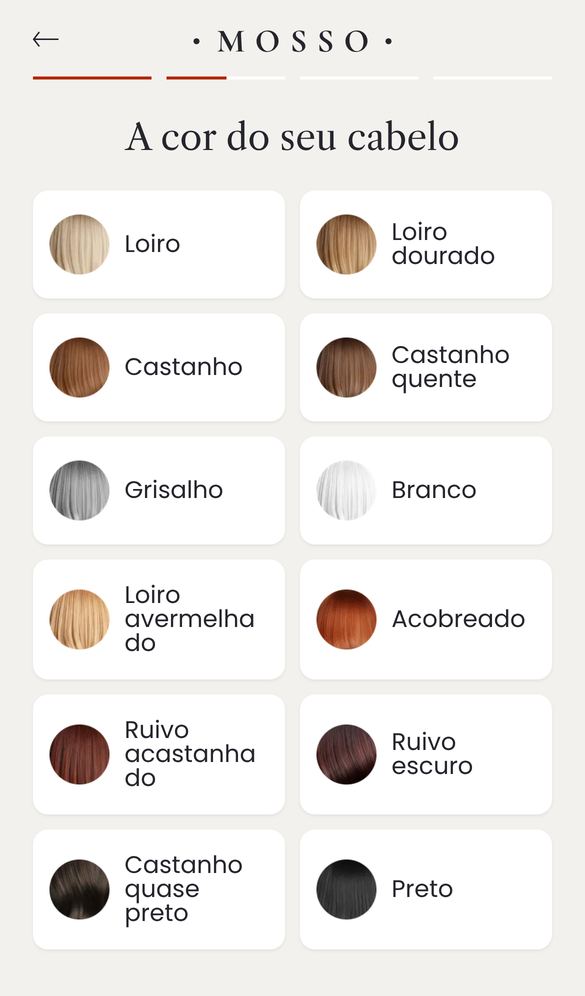 • MOSSO •
A cor do seu cabelo
Loiro
Loiro
dourado
Castanho
Castanho
quente
Grisalho
Branco
Loiro
avermelha
do
Acobreado
Ruivo
acastanha
do
Ruivo
escuro
Castanho
quase
preto
Preto